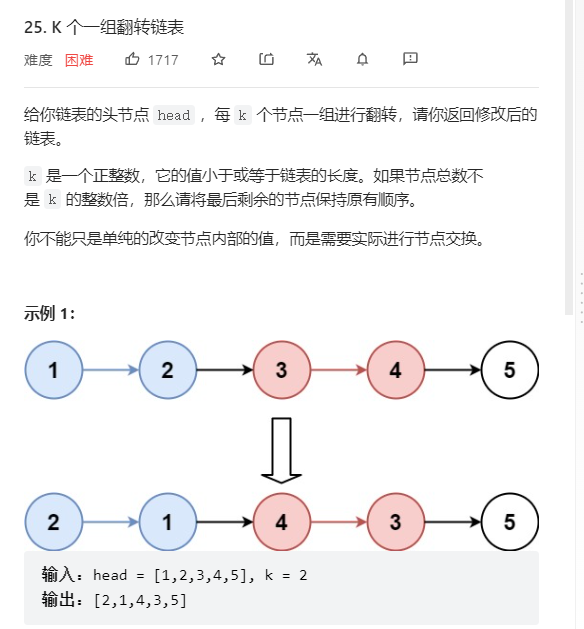 25. K 个一组翻转链表
难度 困难 1717
给你链表的头节点 head ，每 k 个节点一组进行翻转，请你返回修改后的
链表。
k 是一个正整数，它的值小于或等于链表的长度。如果节点总数不
是 k 的整数倍，那么请将最后剩余的节点保持原有顺序。
你不能只是单纯的改变节点内部的值，而是需要实际进行节点交换。
示例 1：
1 2 3 4 5
2 1 4 3 5
输入：head = [1,2,3,4,5], k = 2
输出：[2,1,4,3,5]